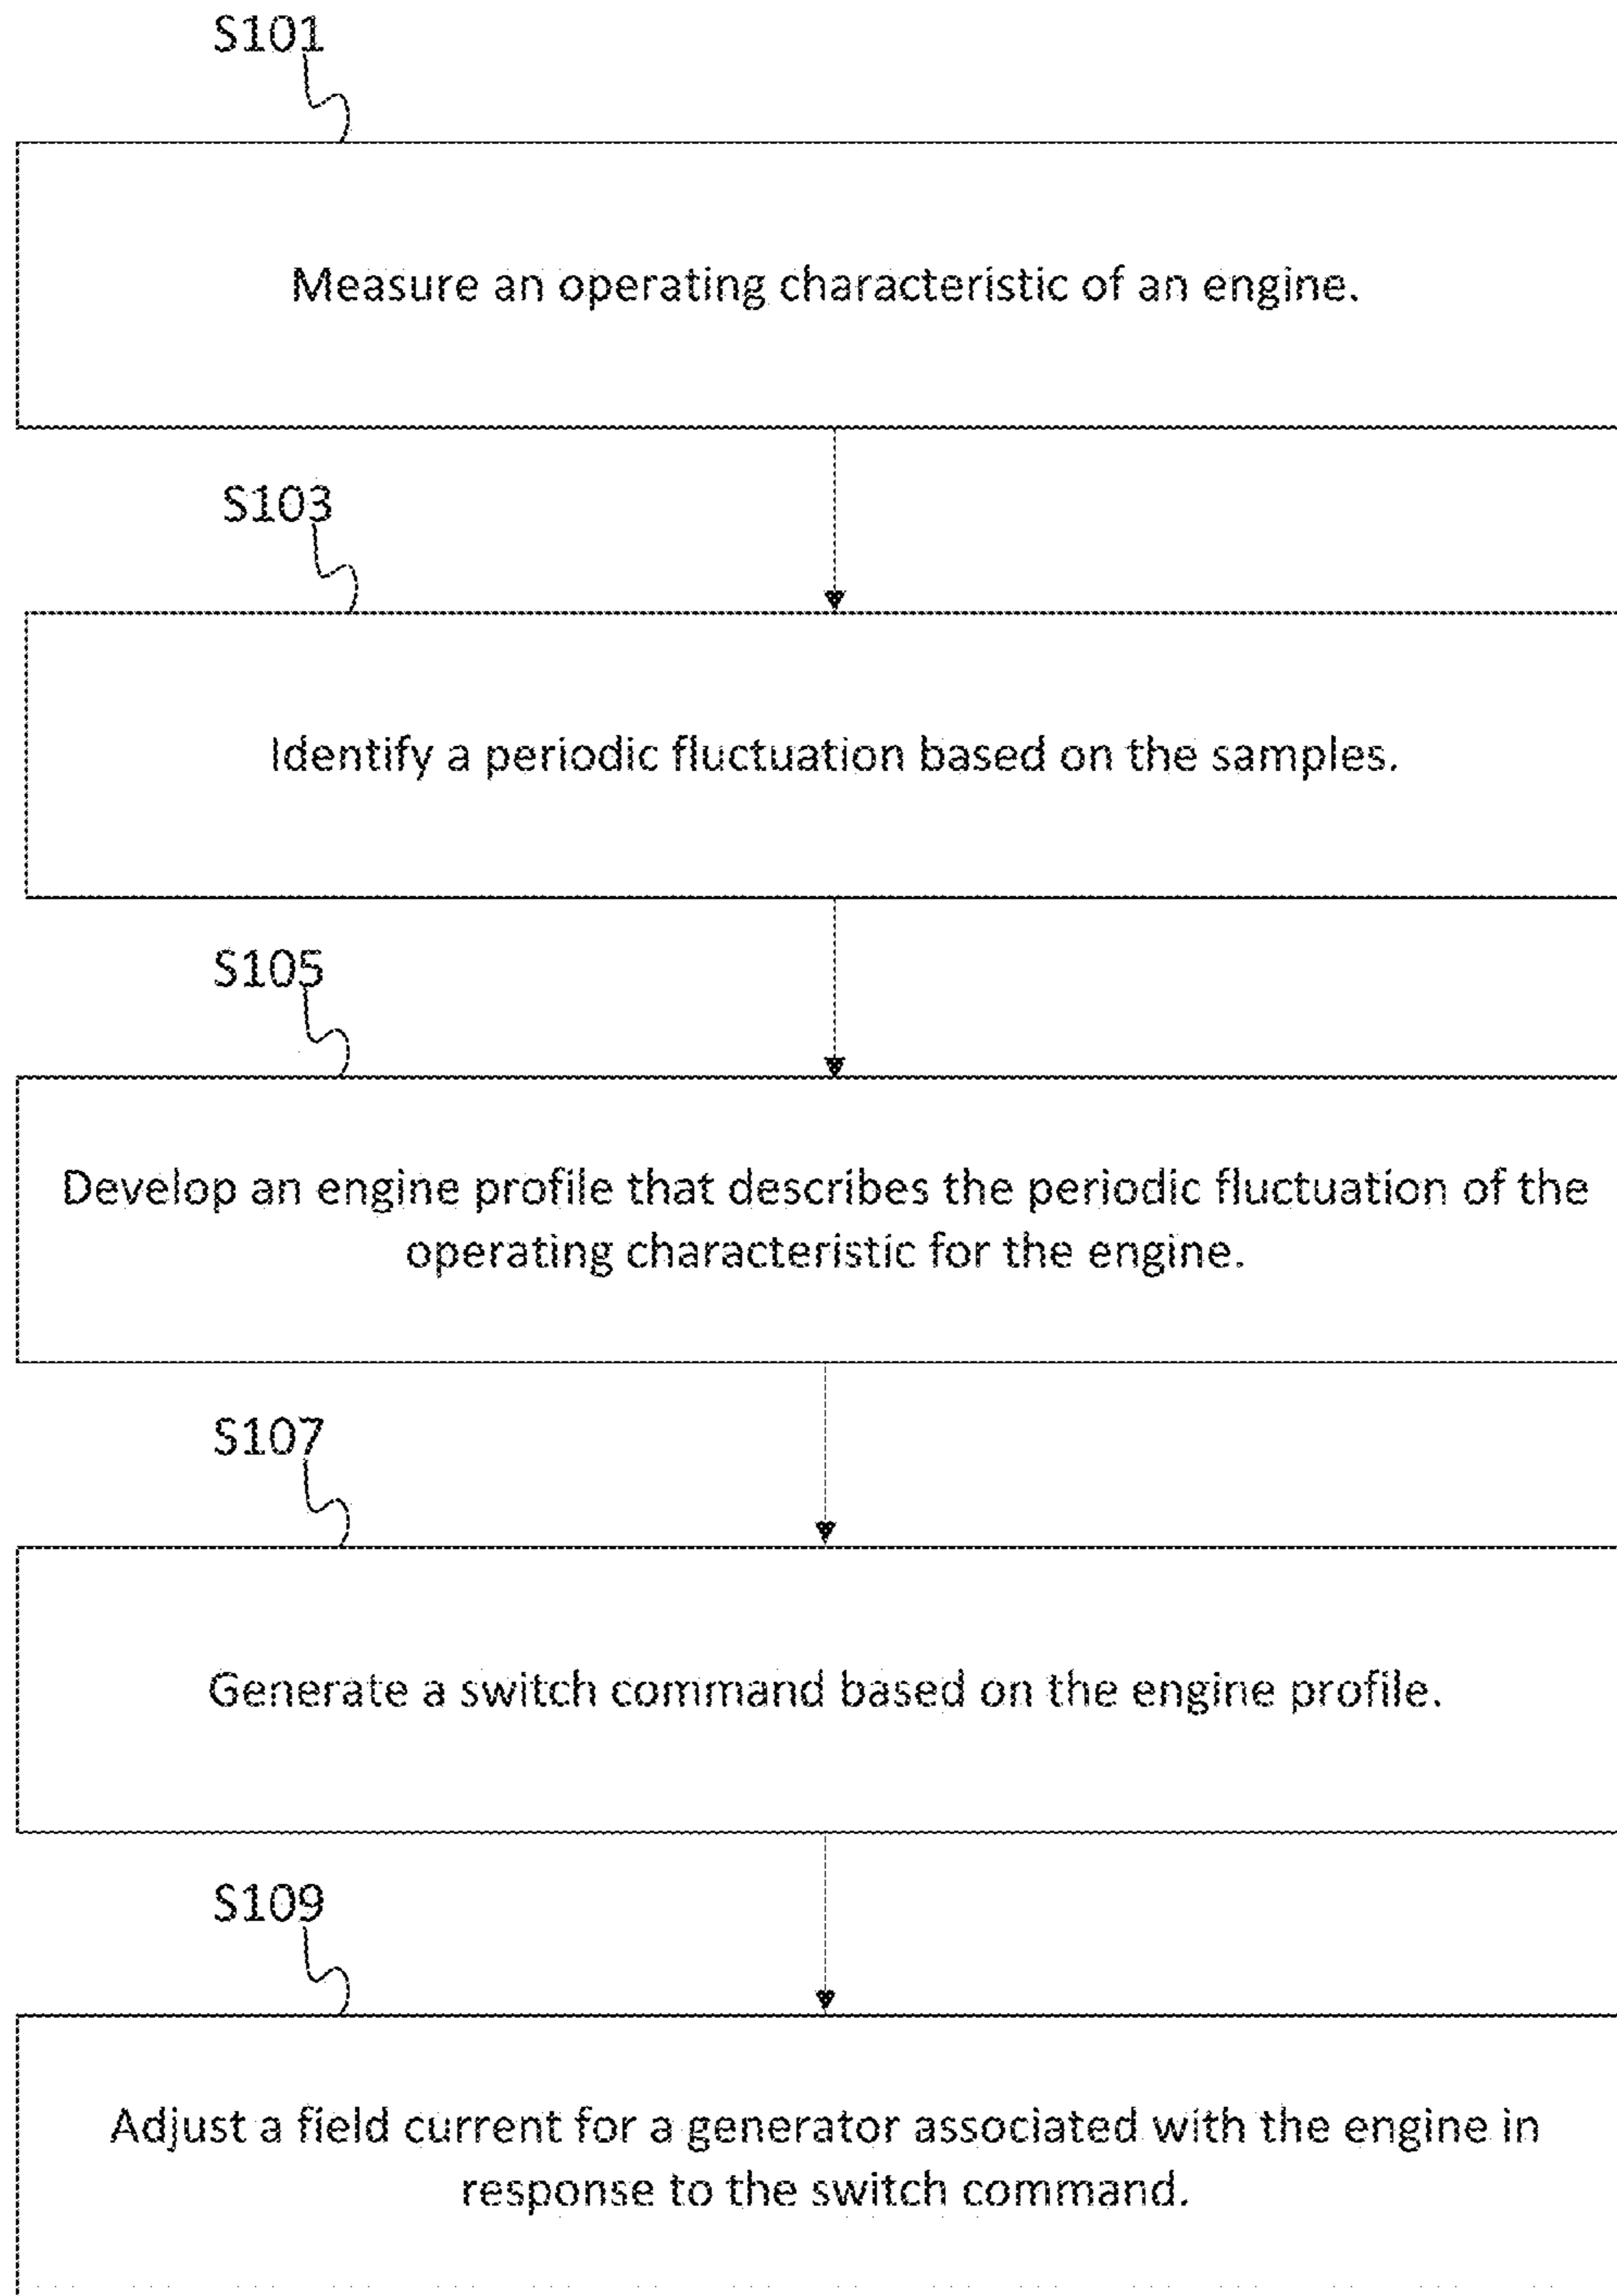 S101
Measure an operating characteristic of an engine.
S103
Identify a periodic fluctuation based on the samples.
S105
Develop an engine profile that describes the periodic fluctuation of the
operating characteristic for the engine.
S107
Generate a switch command based on the engine profile.
S109
Adjust a field current for a generator associated with the engine in
response to the switch command.